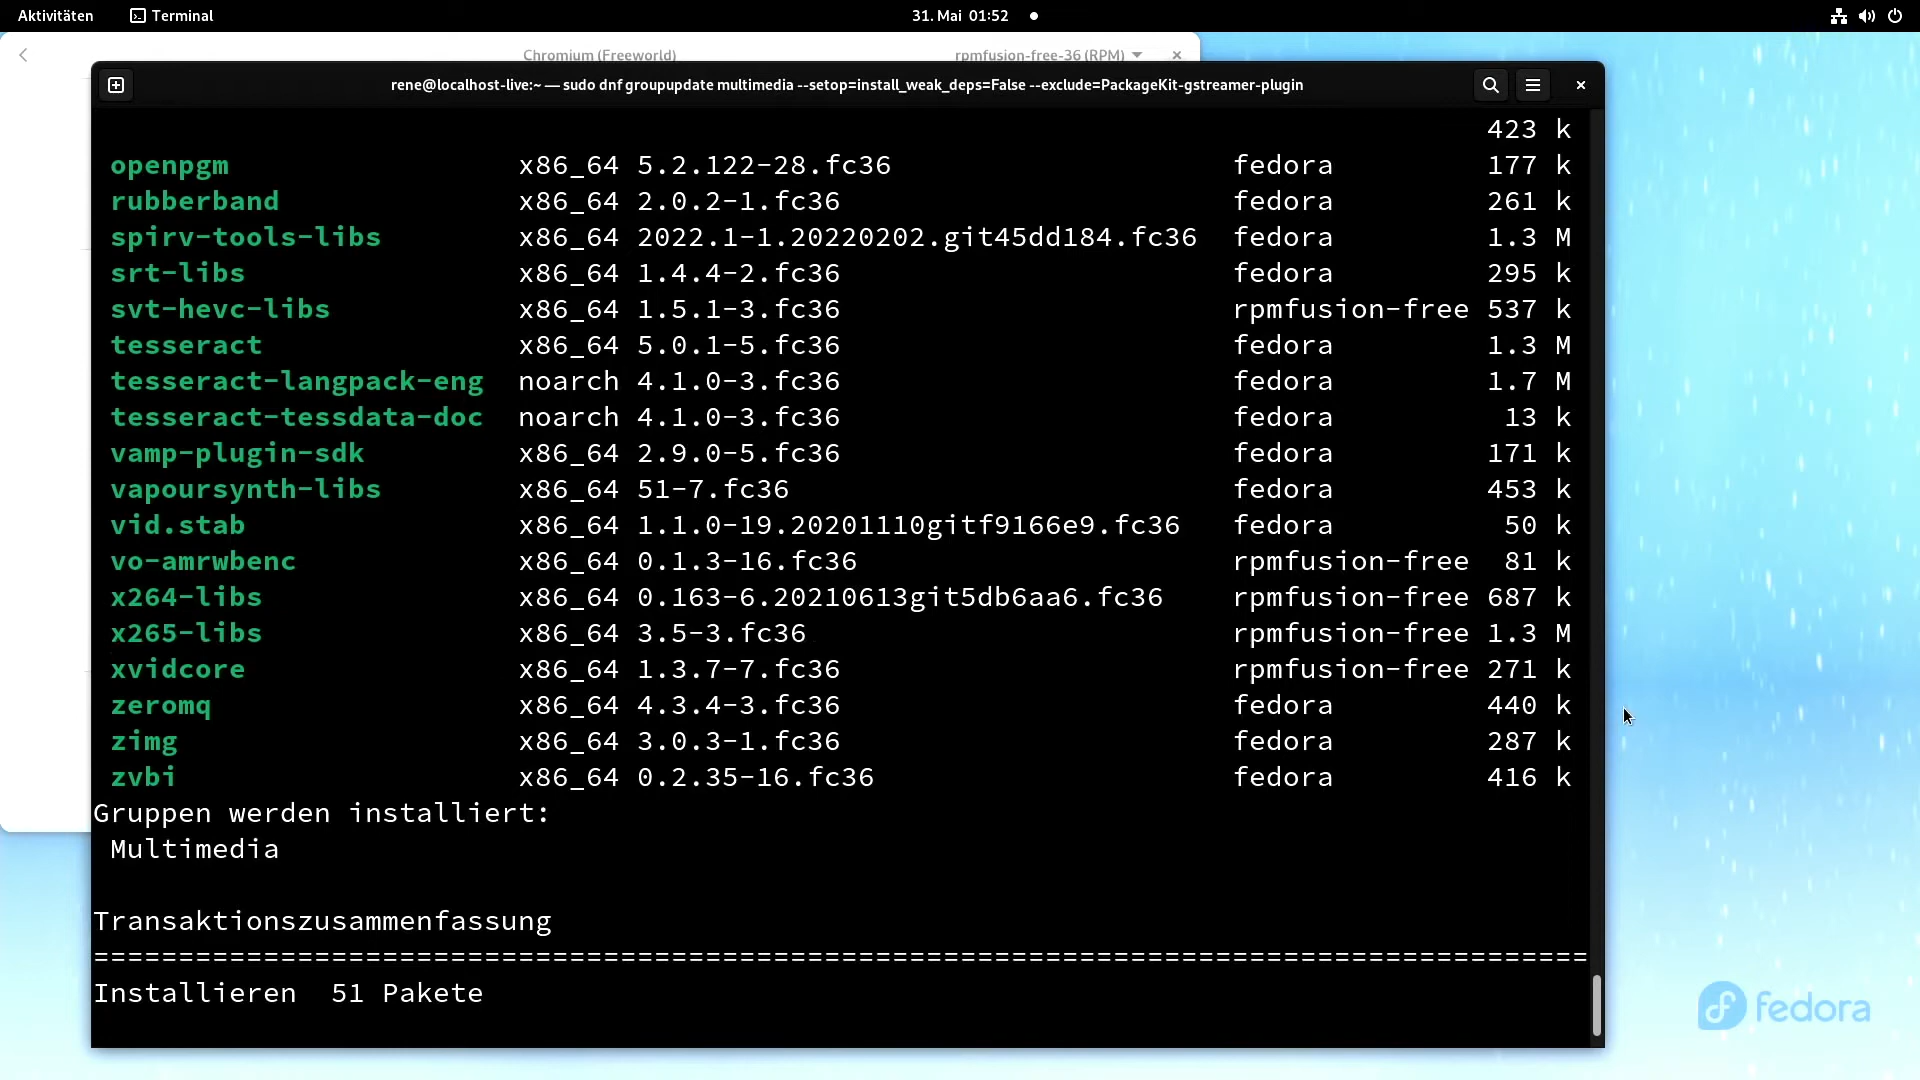 Aktivitäten Terminal 31. Mai 01:52
Chromium (Freeworld) rpmfusion-free-36 (RPM)
rene@localhost-live:~ — sudo dnf groupupdate multimedia --setop=install_weak_deps=False --exclude=PackageKit-gstreamer-plugin
423 k
openpgm x86_64 5.2.122-28.fc36 fedora 177 k
rubberband x86_64 2.0.2-1.fc36 fedora 261 k
spirv-tools-libs x86_64 2022.1-1.20220202.git45dd184.fc36 fedora 1.3 M
srt-libs x86_64 1.4.4-2.fc36 fedora 295 k
svt-hevc-libs x86_64 1.5.1-3.fc36 rpmfusion-free 537 k
tesseract x86_64 5.0.1-5.fc36 fedora 1.3 M
tesseract-langpack-eng noarch 4.1.0-3.fc36 fedora 1.7 M
tesseract-tessdata-doc noarch 4.1.0-3.fc36 fedora 13 k
vamp-plugin-sdk x86_64 2.9.0-5.fc36 fedora 171 k
vapoursynth-libs x86_64 51-7.fc36 fedora 453 k
vid.stab x86_64 1.1.0-19.20201110gitf9166e9.fc36 fedora 50 k
vo-amrwbenc x86_64 0.1.3-16.fc36 rpmfusion-free 81 k
x264-libs x86_64 0.163-6.20210613git5db6aa6.fc36 rpmfusion-free 687 k
x265-libs x86_64 3.5-3.fc36 rpmfusion-free 1.3 M
xvidcore x86_64 1.3.7-7.fc36 rpmfusion-free 271 k
zeromq x86_64 4.3.4-3.fc36 fedora 440 k
zimg x86_64 3.0.3-1.fc36 fedora 287 k
zvbi x86_64 0.2.35-16.fc36 fedora 416 k
Gruppen werden installiert:
Multimedia
Transaktionszusammenfassung
========================================================================================
Installieren 51 Pakete
fedora